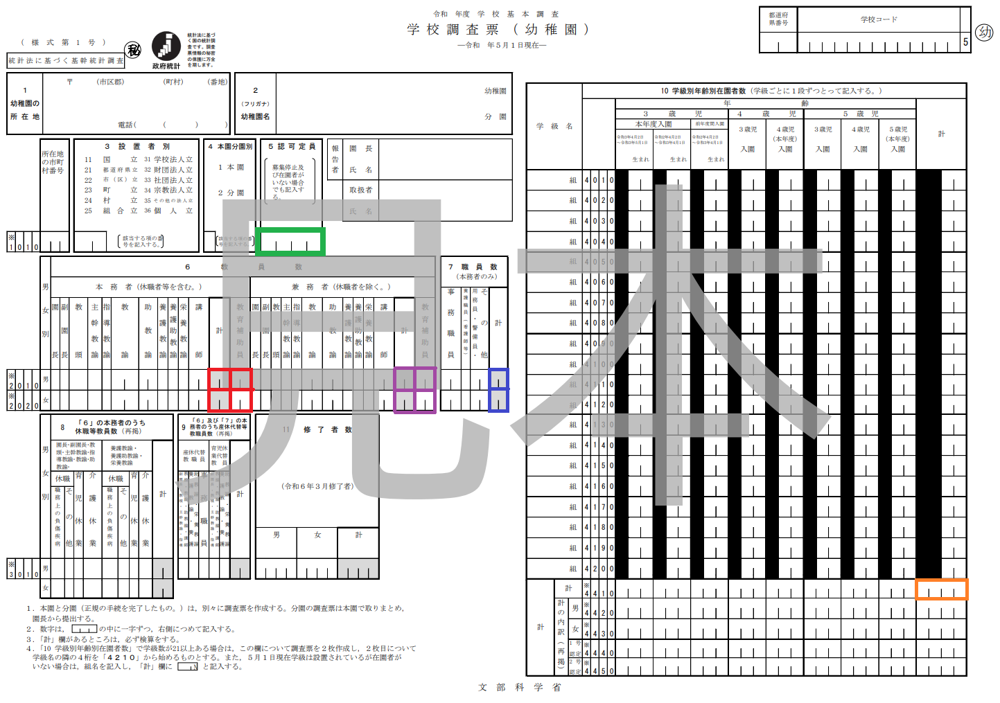 令和　年度　学　校　基　本　調　査
学 校 調 査 票 （ 幼 稚 園 ）
―令和　年５月１日現在―
都道府県番号
学校コード
5
幼
（　様　式　第　１　号　）
秘
統計法に基づく基幹統計調査
政府統計
統計法に基づく国の統計調査です。調査票情報の秘密の保護に万全を期します。
1
幼稚園の所在地
〒　（市区郡）　（町村）　（番地）
電話（　（　）　）
2
（フリガナ）
幼稚園名
幼稚園
分　園
所在地の市町村番号
3 設 置 者 別
11 国　　立　31 学校法人立
21 都道府県立　32 財団法人立
22 市（区）立　33 社団法人立
23 町　　立　34 宗教法人立
24 村　　立　35 その他の法人立
25 組 合 立　36 個　人　立
（該当する項の番号を記入する。）
4 本園分園別
1 本 園
2 分 園
（該当する項の番号を記入する。）
5 認 可 定 員
（募集停止及び在園者がいない場合でも記入する。）
報告者
園　長
氏　名
取扱者
氏　名
※
1 0 1 0
6　教　員　数
男女別
本　務　者（休職者等を含む。）
兼　務　者（休職者を除く。）
園長　副園長　教頭　主幹教諭　指導教諭　教諭　助教諭　養護教諭　養護助教諭　栄養教諭　講師　計　教育補助員
園長　副園長　教頭　主幹教諭　指導教諭　教諭　助教諭　養護教諭　養護助教諭　栄養教諭　講師　計　教育補助員
7 職 員 数
（本務者のみ）
事務職員　養護職員（看護師等）　用務員・警備員・その他　計
※
2 0 1 0　男
※
2 0 2 0　女
8 「６」の本務者のうち休職等教員数（再掲）
男女別
園長・副園長・教頭・主幹教諭・指導教諭・教諭・助教諭・
養護教諭・養護助教諭・栄養教諭
休職　育児休業　介護休業　休職　育児休業　介護休業　計
職務上の負傷疾病　その他　職務上の負傷疾病　その他
※
3 0 1 0　男
女
9 「６」及び「７」の本務者のうち産休代替等教職員数（再掲）
産休代替教職員　育児休業代替教員
事務職員　計
11　修　了　者　数
（令和６年３月修了者）
男　女　計
1．本園と分園（正規の手続を完了したもの。）は，別々に調査票を作成する。分園の調査票は本園で取りまとめ，
園長から提出する。
2．数字は，　の中に一字ずつ，右側につめて記入する。
3．「計」欄があるところは，必ず検算をする。
4．「10 学級別年齢別在園者数」で学級数が21以上ある場合は，この欄について調査票を２枚作成し，２枚目について
学級名の隣の４桁を「４２１０」から始めるものとする。また，５月１日現在学級は設置されているが在園者が
いない場合は，組名を記入し，「計」欄に　と記入する。
10 学級別年齢別在園者数（学級ごとに１段ずつとって記入する。）
学　級　名
年　齢
3　歳　児　4　歳　児　5　歳　児
計
本年度入園　前年度間入園
令和3年4月2日～令和3年5月1日
生まれ
令和2年4月2日～令和3年4月1日
生まれ
令和2年4月2日～令和3年4月1日
生まれ
3歳児入園
4歳児（本年度）入園
3歳児入園
4歳児入園
5歳児（本年度）入園
組 4 0 1 0
組 4 0 2 0
組 4 0 3 0
組 4 0 4 0
組 4 0 5 0
組 4 0 6 0
組 4 0 7 0
組 4 0 8 0
組 4 0 9 0
組 4 1 0 0
組 4 1 1 0
組 4 1 2 0
組 4 1 3 0
組 4 1 4 0
組 4 1 5 0
組 4 1 6 0
組 4 1 7 0
組 4 1 8 0
組 4 1 9 0
組 4 2 0 0
計
計　※ 4 4 1 0
計の内訳（再掲）
男　※ 4 4 2 0
女　※ 4 4 3 0
1号認定　※ 4 4 4 0
2号認定　※ 4 4 5 0
文　部　科　学　省
見本